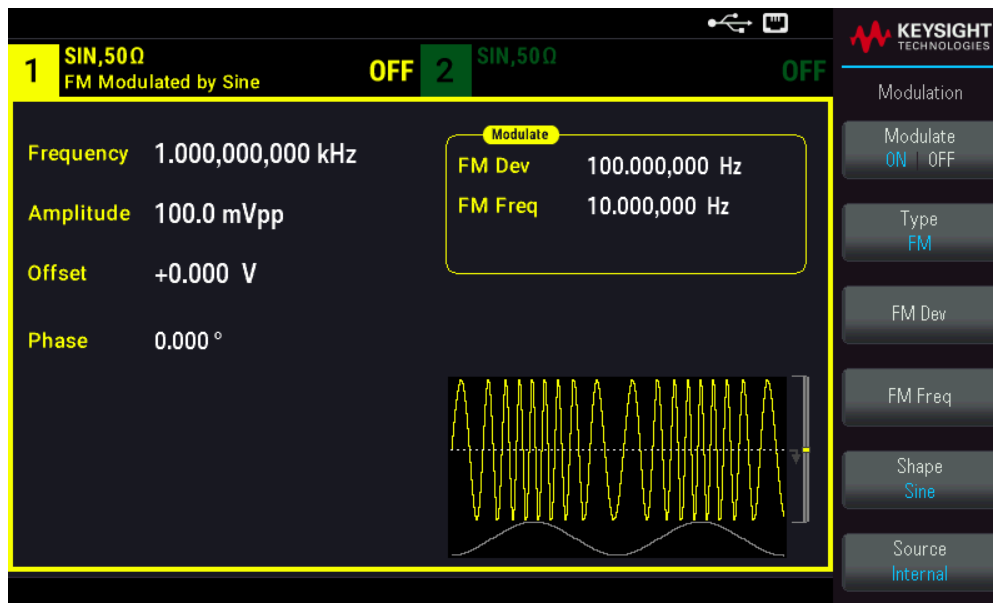 1
SIN,50Ω
FM Modulated by Sine
OFF
2
SIN,50Ω
OFF
Frequency 1.000,000,000 kHz
Amplitude 100.0 mVpp
Offset +0.000 V
Phase 0.000 °
Modulate
FM Dev 100.000,000 Hz
FM Freq 10.000,000 Hz
KEYSIGHT
TECHNOLOGIES
Modulation
Modulate
ON | OFF
Type
FM
FM Dev
FM Freq
Shape
Sine
Source
Internal